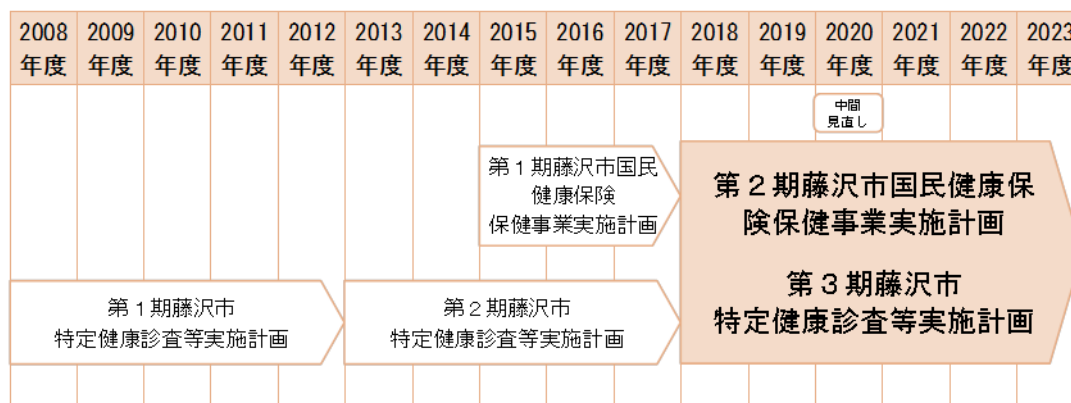 2008 2009 2010 2011 2012 2013 2014 2015 2016 2017 2018 2019 2020 2021 2022 2023
年度 年度 年度 年度 年度 年度 年度 年度 年度 年度 年度 年度 年度 年度 年度 年度
中間
見直し
第1期藤沢市国民
健康保険
保健事業実施計画
第2期藤沢市国民健康保
険保健事業実施計画
第1期藤沢市
特定健康診査等実施計画
第2期藤沢市
特定健康診査等実施計画
第3期藤沢市
特定健康診査等実施計画